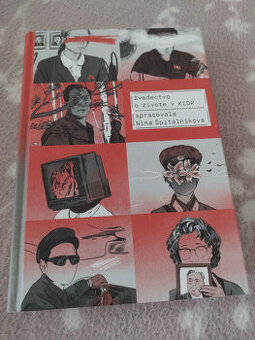 Svedectvo
o živote v KĽDR
spracovala
Nina Špitálniková